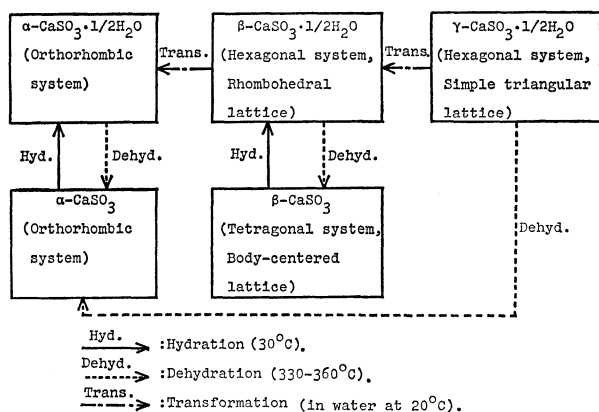 α-CaSO₃·1/2H₂O
(Orthorhombic
system)
Trans.
β-CaSO₃·1/2H₂O
(Hexagonal system,
Rhombohedral
lattice)
Trans.
γ-CaSO₃·1/2H₂O
(Hexagonal system,
Simple triangular
lattice)
Hyd.
Dehyd.
Hyd.
Dehyd.
α-CaSO₃
(Orthorhombic
system)
β-CaSO₃
(Tetragonal system,
Body-centered
lattice)
Dehyd.
Hyd. :Hydration (30°C).
Dehyd. :Dehydration (330-360°C).
Trans. :Transformation (in water at 20°C).